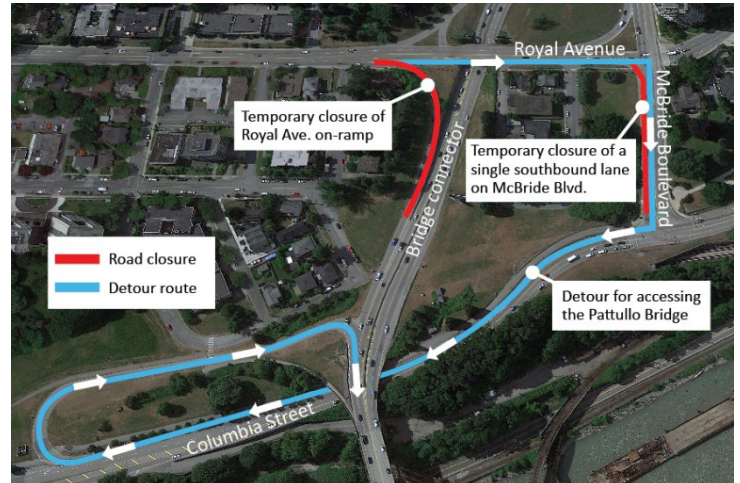 Royal Avenue
McBride Boulevard
Temporary closure of
Royal Ave. on-ramp
Temporary closure of a
single southbound lane
on McBride Blvd.
Bridge connector
Road closure
Detour route
Detour for accessing
the Pattullo Bridge
Columbia Street